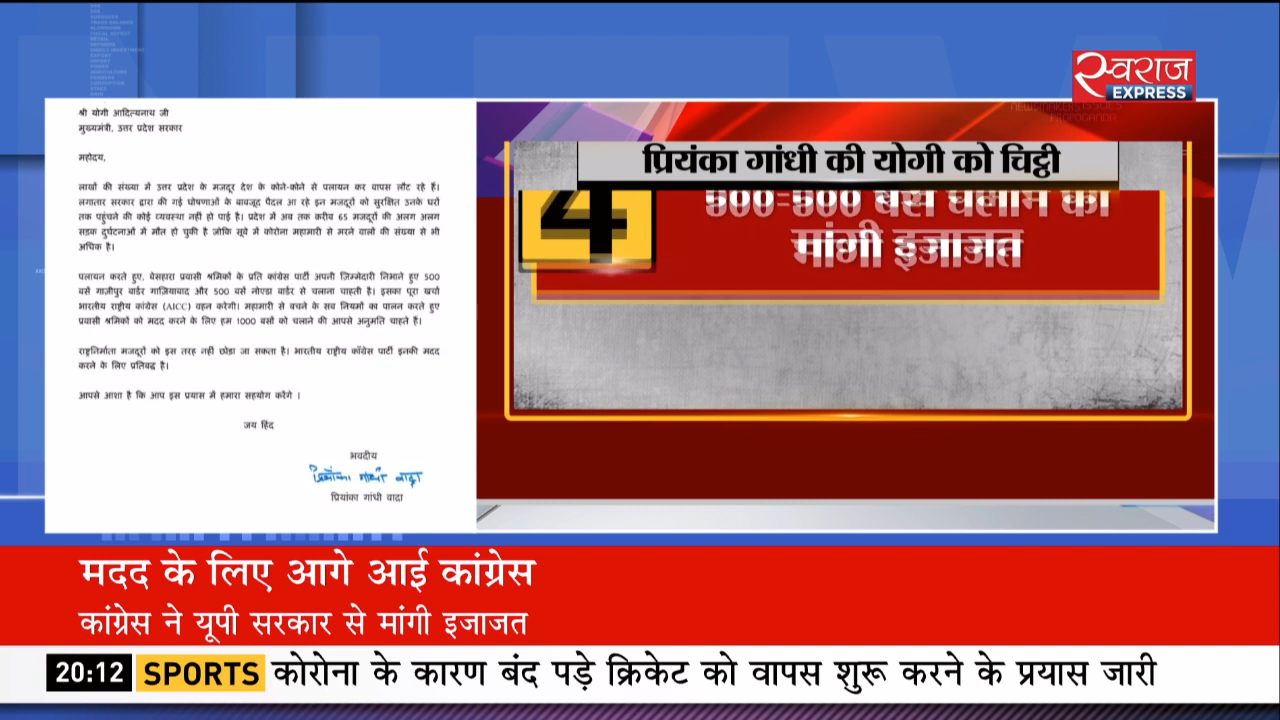 स्वराज
EXPRESS
श्री योगी आदित्यनाथ जी
मुख्यमंत्री, उत्तर प्रदेश सरकार
महोदय,
लाखों की संख्या में उत्तर प्रदेश के मजदूर देश के कोने-कोने से पलायन कर वापस लौट रहे हैं।
लगातार सरकार द्वारा की गई घोषणाओं के बावजूद पैदल आ रहे इन मजदूरों को सुरक्षित उनके घरों
तक पहुंचने की कोई व्यवस्था नहीं हो पाई है। प्रदेश में अब तक करीब 65 मजदूरों की अलग अलग
सड़क दुर्घटनाओं में मौत हो चुकी है जोकि सूबे में कोरोना महामारी से मरने वालों की संख्या से भी
अधिक है।
पलायन करते हुए, बेसहारा प्रवासी श्रमिकों के प्रति कांग्रेस पार्टी अपनी ज़िम्मेदारी निभाने हुए 500
बसें गाजीपुर बार्डर गाजियाबाद और 500 बसें नोएडा बार्डर से चलाना चाहती है। इसका पूरा खर्चा
भारतीय राष्ट्रीय कांग्रेस (AICC) वहन करेगी। महामारी से बचने के सब नियमों का पालन करते हुए
प्रवासी श्रमिकों को मदद करने के लिए हम 1000 बसों को चलाने की आपसे अनुमति चाहते हैं।
राष्ट्रनिर्माता मजदूरों को इस तरह नहीं छोडा जा सकता है। भारतीय राष्ट्रीय कॉंग्रेस पार्टी इनकी मदद
करने के लिए प्रतिबद्ध है।
आपसे आशा है कि आप इस प्रयास में हमारा सहयोग करेंगे ।
जय हिंद
भवदीय
प्रियंका गांधी वाद्रा
प्रियंका गांधी वाद्रा
प्रियंका गांधी की योगी को चिट्ठी
4
500-500 बसें चलाने की
मांगी इजाजत
मदद के लिए आगे आई कांग्रेस
कांग्रेस ने यूपी सरकार से मांगी इजाजत
20:12 SPORTS कोरोना के कारण बंद पड़े क्रिकेट को वापस शुरू करने के प्रयास जारी